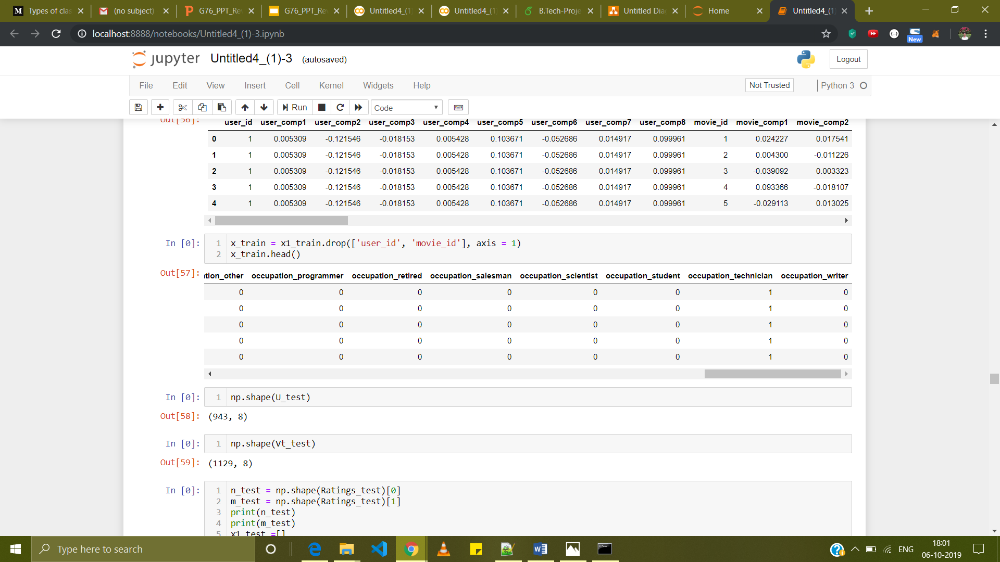 Types of clas
(no subject)
G76_PPT_Rev
G76_PPT_Rev
Untitled4_(1)
Untitled4_(1)
B.Tech-Proje
Untitled Diag
Home
Untitled4_(1)
localhost:8888/notebooks/Untitled4_(1)-3.ipynb
New
jupyter Untitled4_(1)-3 (autosaved)
Logout
File Edit View Insert Cell Kernel Widgets Help
Not Trusted
Python 3
Run
Code
Out[56]:
user_id user_comp1 user_comp2 user_comp3 user_comp4 user_comp5 user_comp6 user_comp7 user_comp8 movie_id movie_comp1 movie_comp2
0 1 0.005309 -0.121546 -0.018153 0.005428 0.103671 -0.052686 0.014917 0.099961 1 0.024227 0.017541
1 1 0.005309 -0.121546 -0.018153 0.005428 0.103671 -0.052686 0.014917 0.099961 2 0.004300 -0.011226
2 1 0.005309 -0.121546 -0.018153 0.005428 0.103671 -0.052686 0.014917 0.099961 3 -0.039092 0.003323
3 1 0.005309 -0.121546 -0.018153 0.005428 0.103671 -0.052686 0.014917 0.099961 4 0.093366 -0.018107
4 1 0.005309 -0.121546 -0.018153 0.005428 0.103671 -0.052686 0.014917 0.099961 5 -0.029113 0.013025
In [0]:
1 x_train = x1_train.drop(['user_id', 'movie_id'], axis = 1)
2 x_train.head()
Out[57]:
tion_other occupation_programmer occupation_retired occupation_salesman occupation_scientist occupation_student occupation_technician occupation_writer
0 0 0 0 0 0 1 0
0 0 0 0 0 0 1 0
0 0 0 0 0 0 1 0
0 0 0 0 0 0 1 0
0 0 0 0 0 0 1 0
In [0]:
1 np.shape(U_test)
Out[58]: (943, 8)
In [0]:
1 np.shape(Vt_test)
Out[59]: (1129, 8)
In [0]:
1 n_test = np.shape(Ratings_test)[0]
2 m_test = np.shape(Ratings_test)[1]
3 print(n_test)
4 print(m_test)
5 x1_test =[]
Type here to search
ENG
18:01
06-10-2019